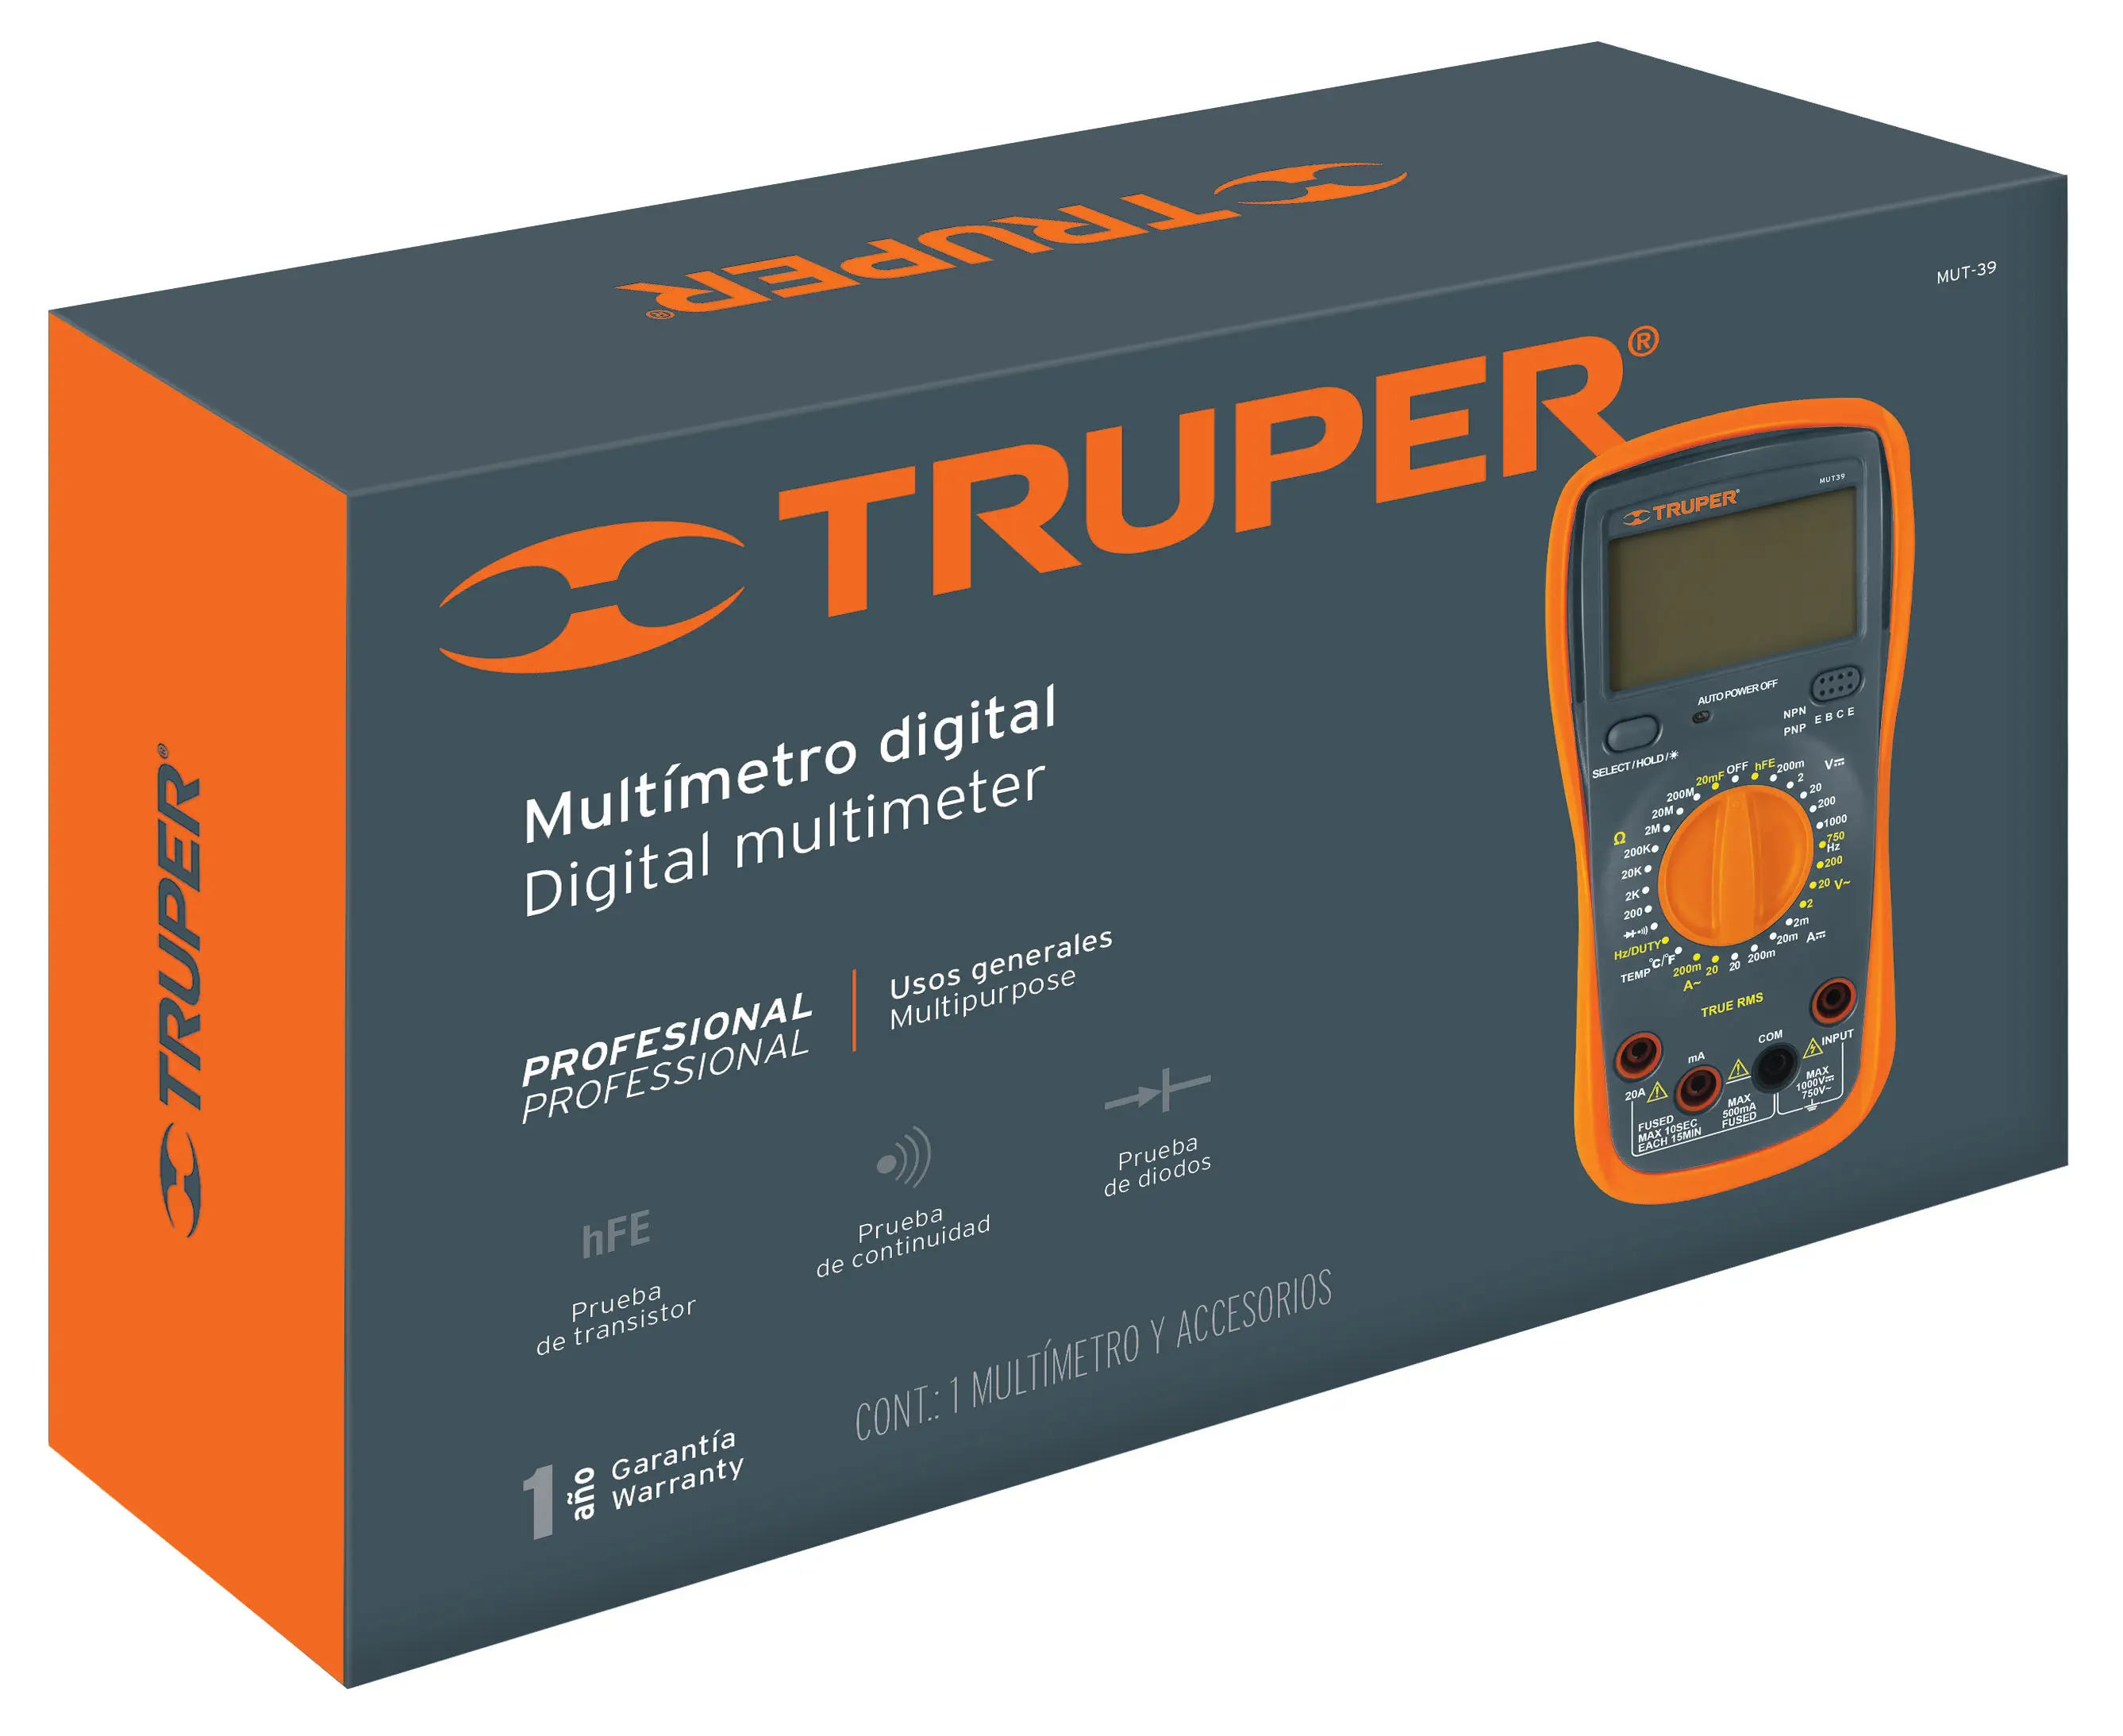 TRUPER®
MUT-39
TRUPER®
TRUPER®
Multímetro digital
Digital multimeter
PROFESIONAL
PROFESSIONAL
Usos generales
Multipurpose
hFE
Prueba
de transistor
Prueba
de continuidad
Prueba
de diodos
CONT.: 1 MULTÍMETRO Y ACCESORIOS
1 año
Garantía
Warranty
TRUPER®
MUT39
AUTO POWER OFF
NPN
PNP
E B C E
SELECT / HOLD /
OFF
hFE
200m
V
2
20
200
1000
750
Hz
200
20 V~
2
2m
20m
A
200m
20
20
200m
A~
TEMP °C/°F
Hz/DUTY
200
2K
20K
200K
Ω
2M
20M
200M
20mF
TRUE RMS
20A
mA
COM
INPUT
FUSED
MAX 10SEC
EACH 15MIN
MAX
500mA
FUSED
MAX
1000V
750V~